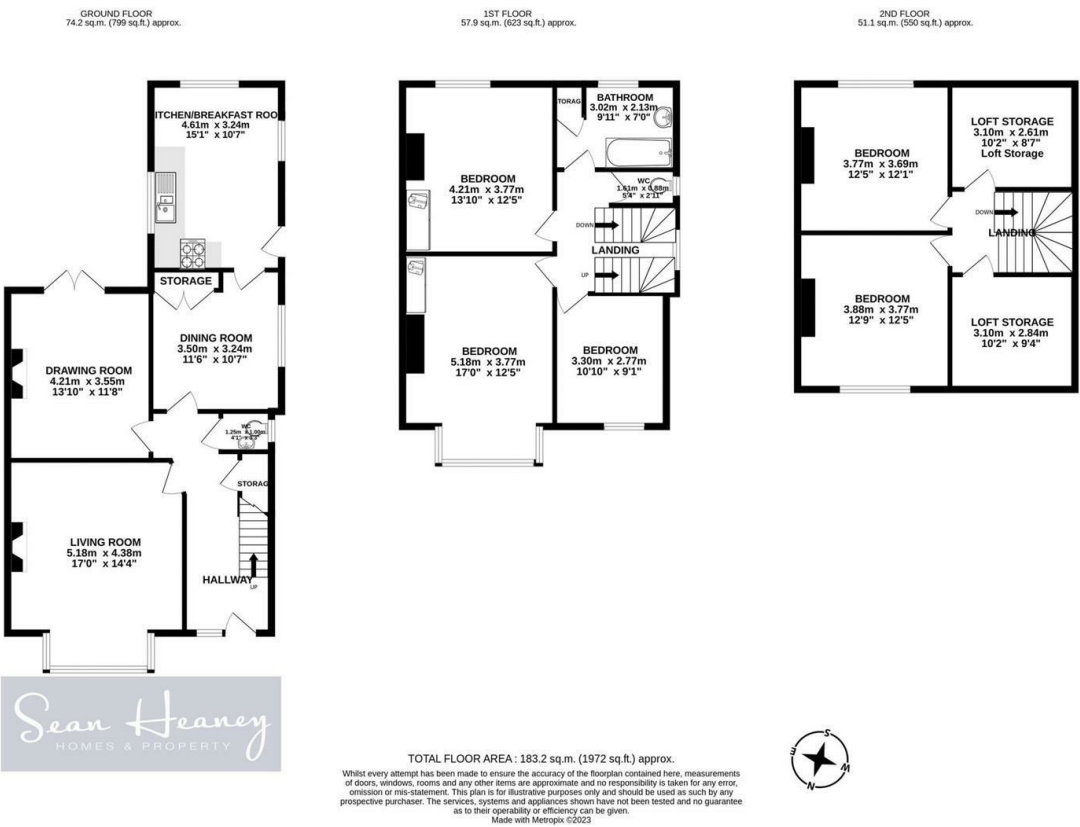 GROUND FLOOR
74.2 sq.m. (799 sq.ft.) approx.
1ST FLOOR
57.9 sq.m. (623 sq.ft.) approx.
2ND FLOOR
51.1 sq.m. (550 sq.ft.) approx.
ITCHEN/BREAKFAST ROO
4.61m x 3.24m
15'1" x 10'7"
STORAGE
DINING ROOM
3.50m x 3.24m
11'6" x 10'7"
DRAWING ROOM
4.21m x 3.55m
13'10" x 11'8"
WC
1.25m x 1.00m
4'1" x 3'3"
STORAG
LIVING ROOM
5.18m x 4.38m
17'0" x 14'4"
HALLWAY
UP
BEDROOM
4.21m x 3.77m
13'10" x 12'5"
TORAG
BATHROOM
3.02m x 2.13m
9'11" x 7'0"
WC
1.61m x 0.88m
5'4" x 2'11"
DOWN
LANDING
UP
BEDROOM
5.18m x 3.77m
17'0" x 12'5"
BEDROOM
3.30m x 2.77m
10'10" x 9'1"
BEDROOM
3.77m x 3.69m
12'5" x 12'1"
LOFT STORAGE
3.10m x 2.61m
10'2" x 8'7"
Loft Storage
DOWN
LANDING
BEDROOM
3.88m x 3.77m
12'9" x 12'5"
LOFT STORAGE
3.10m x 2.84m
10'2" x 9'4"
Sean Heaney
HOMES & PROPERTY
TOTAL FLOOR AREA : 183.2 sq.m. (1972 sq.ft.) approx.
Whilst every attempt has been made to ensure the accuracy of the floorplan contained here, measurements
of doors, windows, rooms and any other items are approximate and no responsibility is taken for any error,
omission or mis-statement. This plan is for illustrative purposes only and should be used as such by any
prospective purchaser. The services, systems and appliances shown have not been tested and no guarantee
as to their operability or efficiency can be given.
Made with Metropix ©2023
S
E
W
N